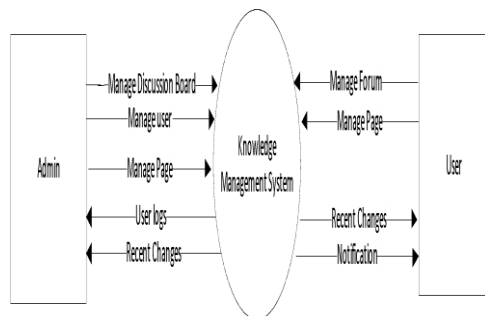 Admin
Manage Discussion Board
Manage user
Manage Page
User logs
Recent Changes
Knowledge
Management System
Manage Forum
Manage Page
Recent Changes
Notification
User